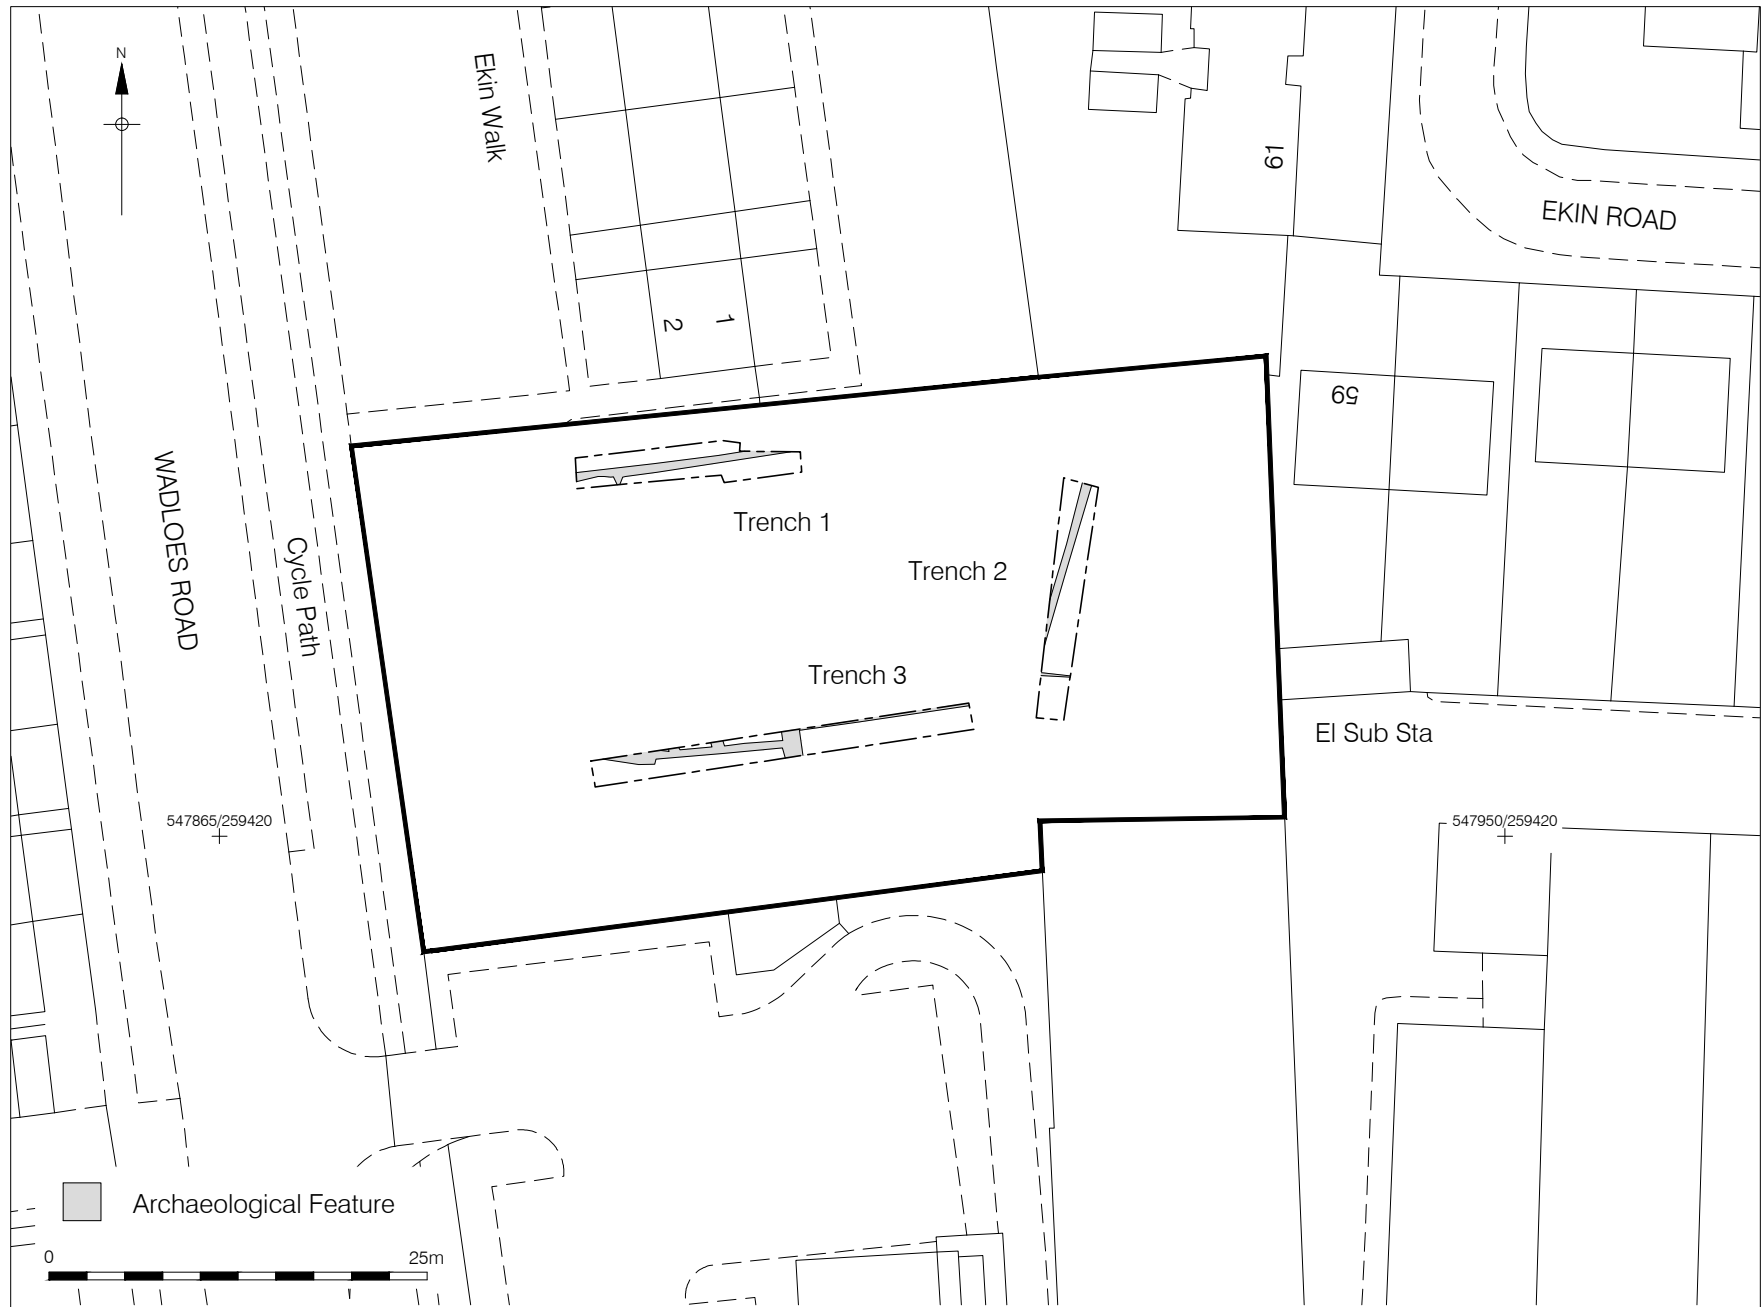 N
Ekin Walk
61
EKIN ROAD
2
1
59
WADLOES ROAD
Cycle Path
Trench 1
Trench 2
Trench 3
El Sub Sta
547865/259420
547950/259420
Archaeological Feature
0 25m